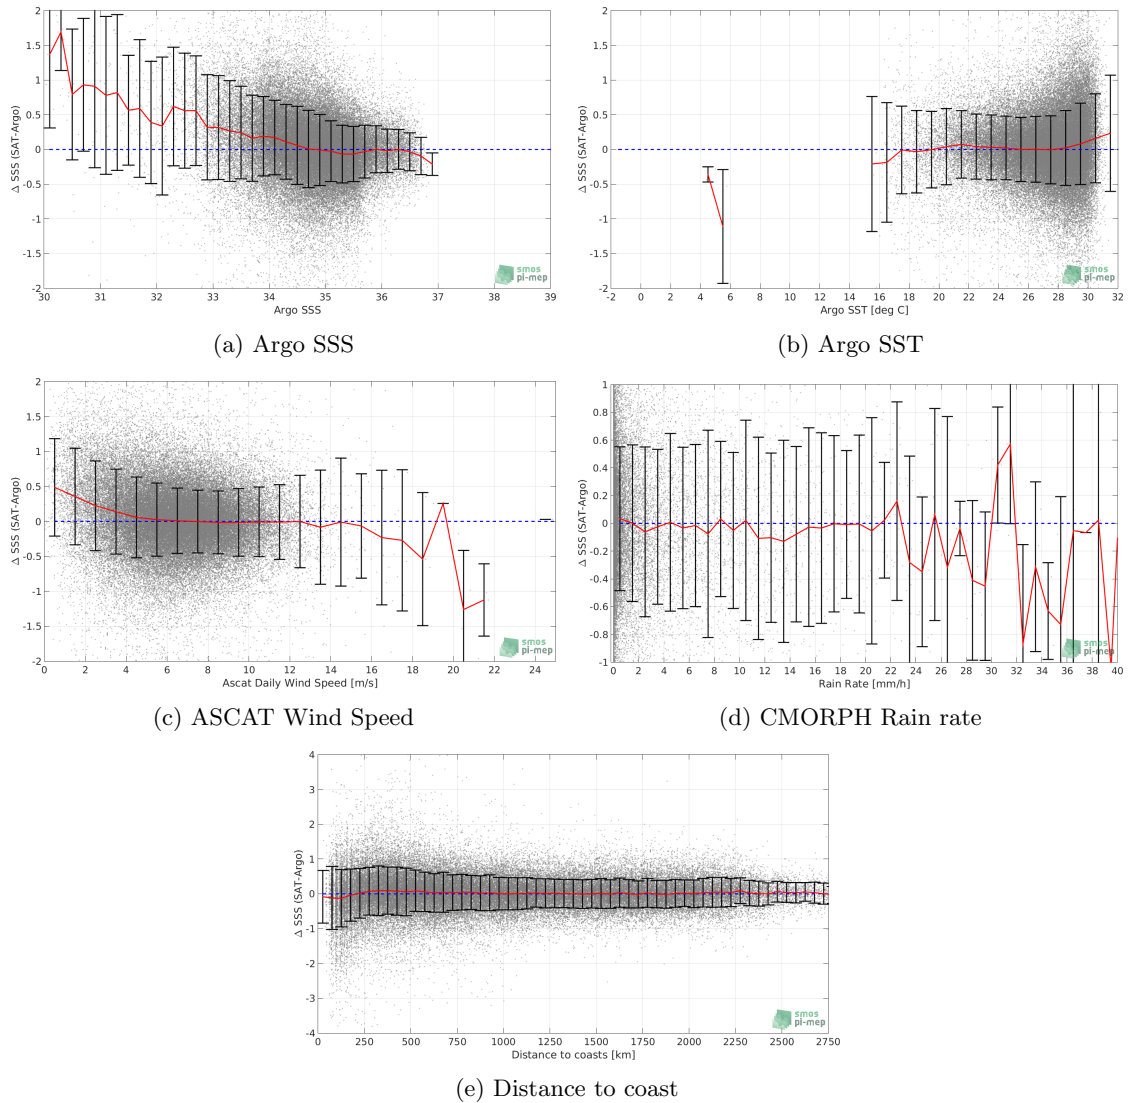 2
1.5
1
0.5
0
-0.5
-1
-1.5
-2
Δ SSS (SAT-Argo)
30 31 32 33 34 35 36 37 38 39
Argo SSS
smos
pi-mep
(a) Argo SSS
2
1.5
1
0.5
0
-0.5
-1
-1.5
-2
Δ SSS (SAT-Argo)
-2 0 2 4 6 8 10 12 14 16 18 20 22 24 26 28 30 32
Argo SST [deg C]
smos
pi-mep
(b) Argo SST
2
1.5
1
0.5
0
-0.5
-1
-1.5
-2
Δ SSS (SAT-Argo)
0 2 4 6 8 10 12 14 16 18 20 22 24
Ascat Daily Wind Speed [m/s]
smos
pi-mep
(c) ASCAT Wind Speed
1
0.8
0.6
0.4
0.2
0
-0.2
-0.4
-0.6
-0.8
-1
Δ SSS (SAT-Argo)
0 2 4 6 8 10 12 14 16 18 20 22 24 26 28 30 32 34 36 38 40
Rain Rate [mm/h]
smos
pi-mep
(d) CMORPH Rain rate
4
3
2
1
0
-1
-2
-3
-4
Δ SSS (SAT-Argo)
0 250 500 750 1000 1250 1500 1750 2000 2250 2500 2750
Distance to coasts [km]
smos
pi-mep
(e) Distance to coast